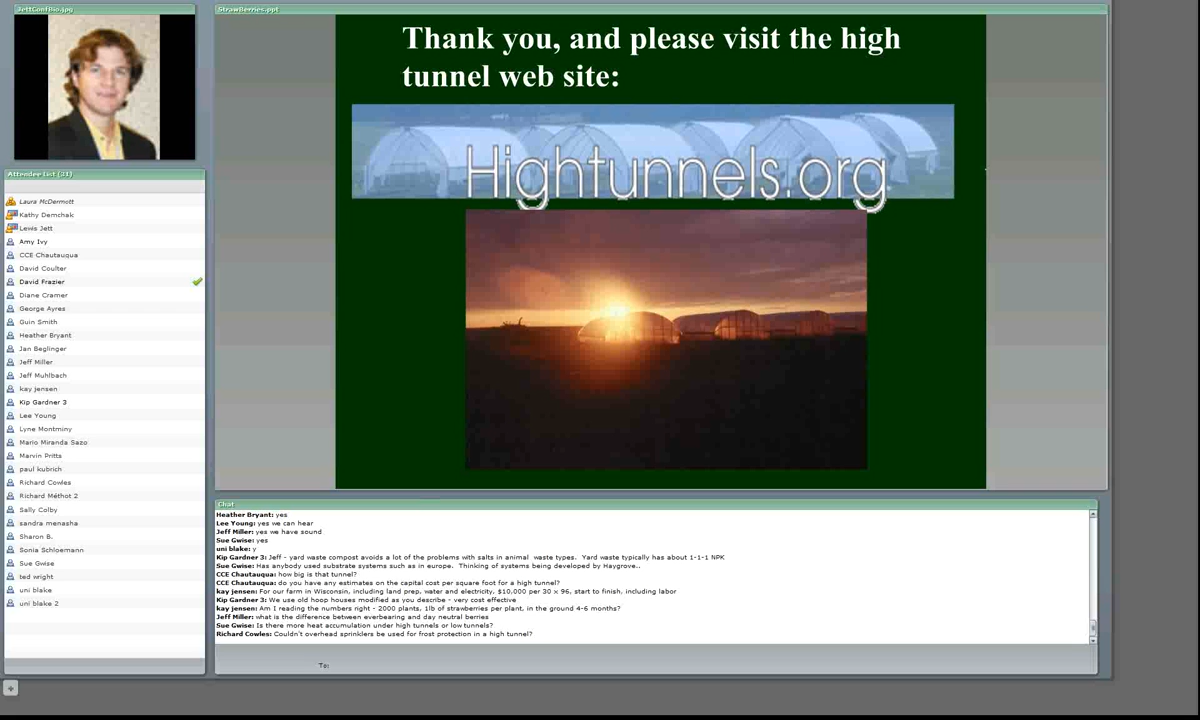 JettConfBio.jpg
StrawBerries.ppt
Thank you, and please visit the high
tunnel web site:
Hightunnels.org
Attendee List (31)
Laura McDermott
Kathy Demchak
Lewis Jett
Amy Ivy
CCE Chautauqua
David Coulter
David Frazier
Diane Cramer
George Ayres
Guin Smith
Heather Bryant
Jan Beglinger
Jeff Miller
Jeff Muhlbach
kay jensen
Kip Gardner 3
Lee Young
Lyne Montminy
Mario Miranda Sazo
Marvin Pritts
paul kubrich
Richard Cowles
Richard Méthot 2
Sally Colby
sandra menasha
Sharon B.
Sonia Schloemann
Sue Gwise
ted wright
uni blake
uni blake 2
Chat
Heather Bryant: yes
Lee Young: yes we can hear
Jeff Miller: yes we have sound
Sue Gwise: yes
uni blake: y
Kip Gardner 3: Jeff - yard waste compost avoids a lot of the problems with salts in animal waste types. Yard waste typically has about 1-1-1 NPK
Sue Gwise: Has anybody used substrate systems such as in europe. Thinking of systems being developed by Haygrove..
CCE Chautauqua: how big is that tunnel?
CCE Chautauqua: do you have any estimates on the capital cost per square foot for a high tunnel?
kay jensen: For our farm in Wisconsin, including land prep, water and electricity, $10,000 per 30 x 96, start to finish, including labor
Kip Gardner 3: We use old hoop houses modified as you describe - very cost effective
kay jensen: Am I reading the numbers right - 2000 plants, 1lb of strawberries per plant, in the ground 4-6 months?
Jeff Miller: what is the difference between everbearing and day neutral berries
Sue Gwise: Is there more heat accumulation under high tunnels or low tunnels?
Richard Cowles: Couldn't overhead sprinklers be used for frost protection in a high tunnel?
To: